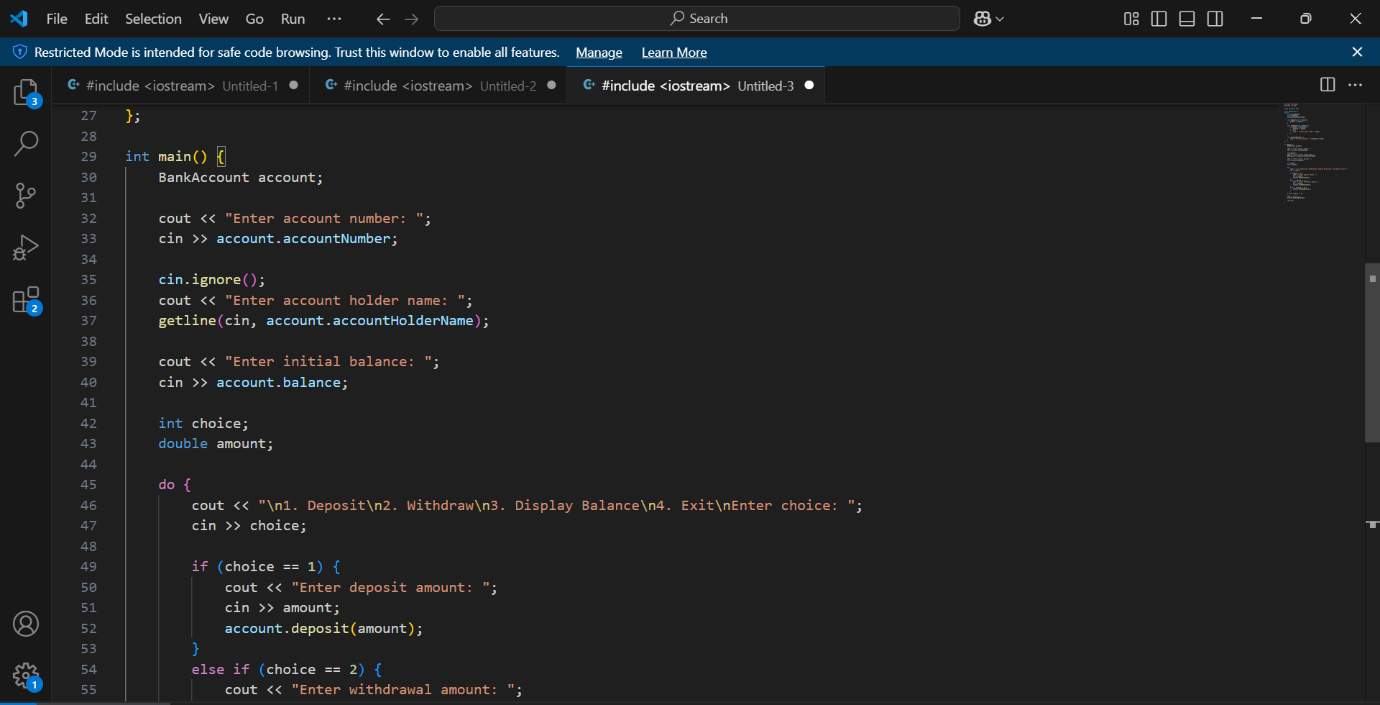 File Edit Selection View Go Run ··· Search
Restricted Mode is intended for safe code browsing. Trust this window to enable all features. Manage Learn More
#include <iostream> Untitled-1 #include <iostream> Untitled-2 #include <iostream> Untitled-3
3
2
1
27 };
28
29 int main() {
30     BankAccount account;
31
32     cout << "Enter account number: ";
33     cin >> account.accountNumber;
34
35     cin.ignore();
36     cout << "Enter account holder name: ";
37     getline(cin, account.accountHolderName);
38
39     cout << "Enter initial balance: ";
40     cin >> account.balance;
41
42     int choice;
43     double amount;
44
45     do {
46         cout << "\n1. Deposit\n2. Withdraw\n3. Display Balance\n4. Exit\nEnter choice: ";
47         cin >> choice;
48
49         if (choice == 1) {
50             cout << "Enter deposit amount: ";
51             cin >> amount;
52             account.deposit(amount);
53         }
54         else if (choice == 2) {
55             cout << "Enter withdrawal amount: ";